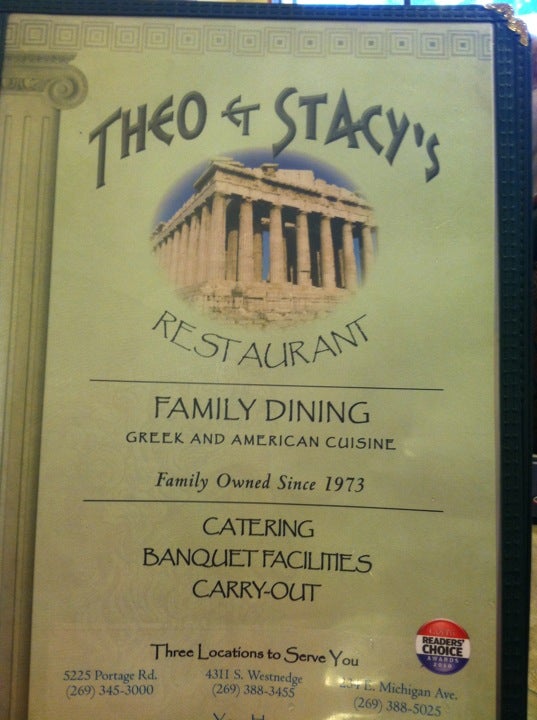 THEO & STACY'S
RESTAURANT
FAMILY DINING
GREEK AND AMERICAN CUISINE
Family Owned Since 1973
CATERING
BANQUET FACILITIES
CARRY-OUT
Three Locations to Serve You
5225 Portage Rd.
(269) 345-3000
4311 S. Westnedge
(269) 388-3455
E. Michigan Ave.
(269) 388-5025
READERS'
CHOICE
AWARDS